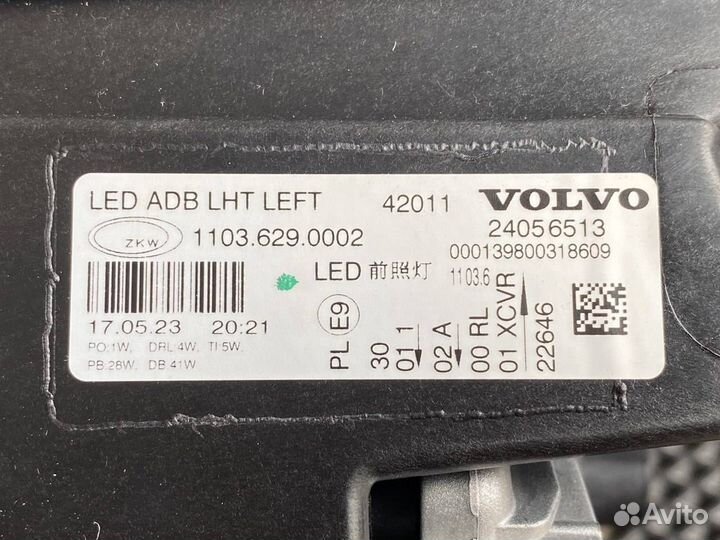 LED ADB LHT LEFT 42011 VOLVO
ZKW 1103.629.0002 24056513
000139800318609
LED 前照灯 1103.6
17.05.23 20:21
PO:1W, DRL:4W, TI 5W,
PB:28W, DB 41W
PL E9
30
01 1
02 A
00 RL
01 XCVR
22646
Avito